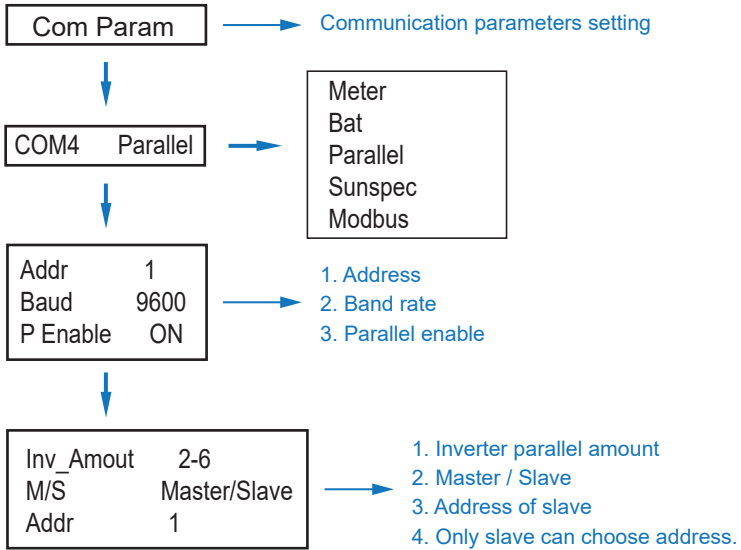 Com Param
Communication parameters setting
COM4 Parallel
Meter
Bat
Parallel
Sunspec
Modbus
Addr 1
Baud 9600
P Enable ON
1. Address
2. Band rate
3. Parallel enable
Inv_Amout 2-6
M/S Master/Slave
Addr 1
1. Inverter parallel amount
2. Master / Slave
3. Address of slave
4. Only slave can choose address.